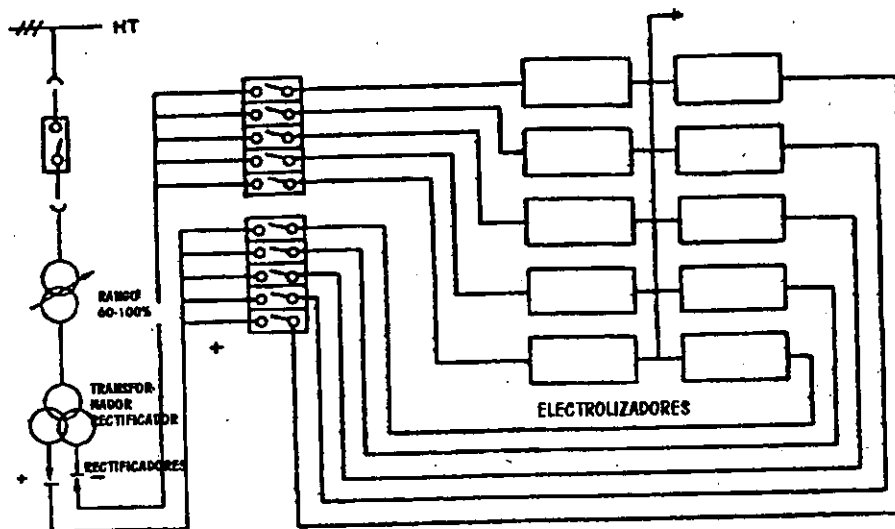 HT
RANGO
60-100%
+
TRANSFOR-
MADOR
RECTIFICADOR
ELECTROLIZADORES
RECTIFICADORES
+
-